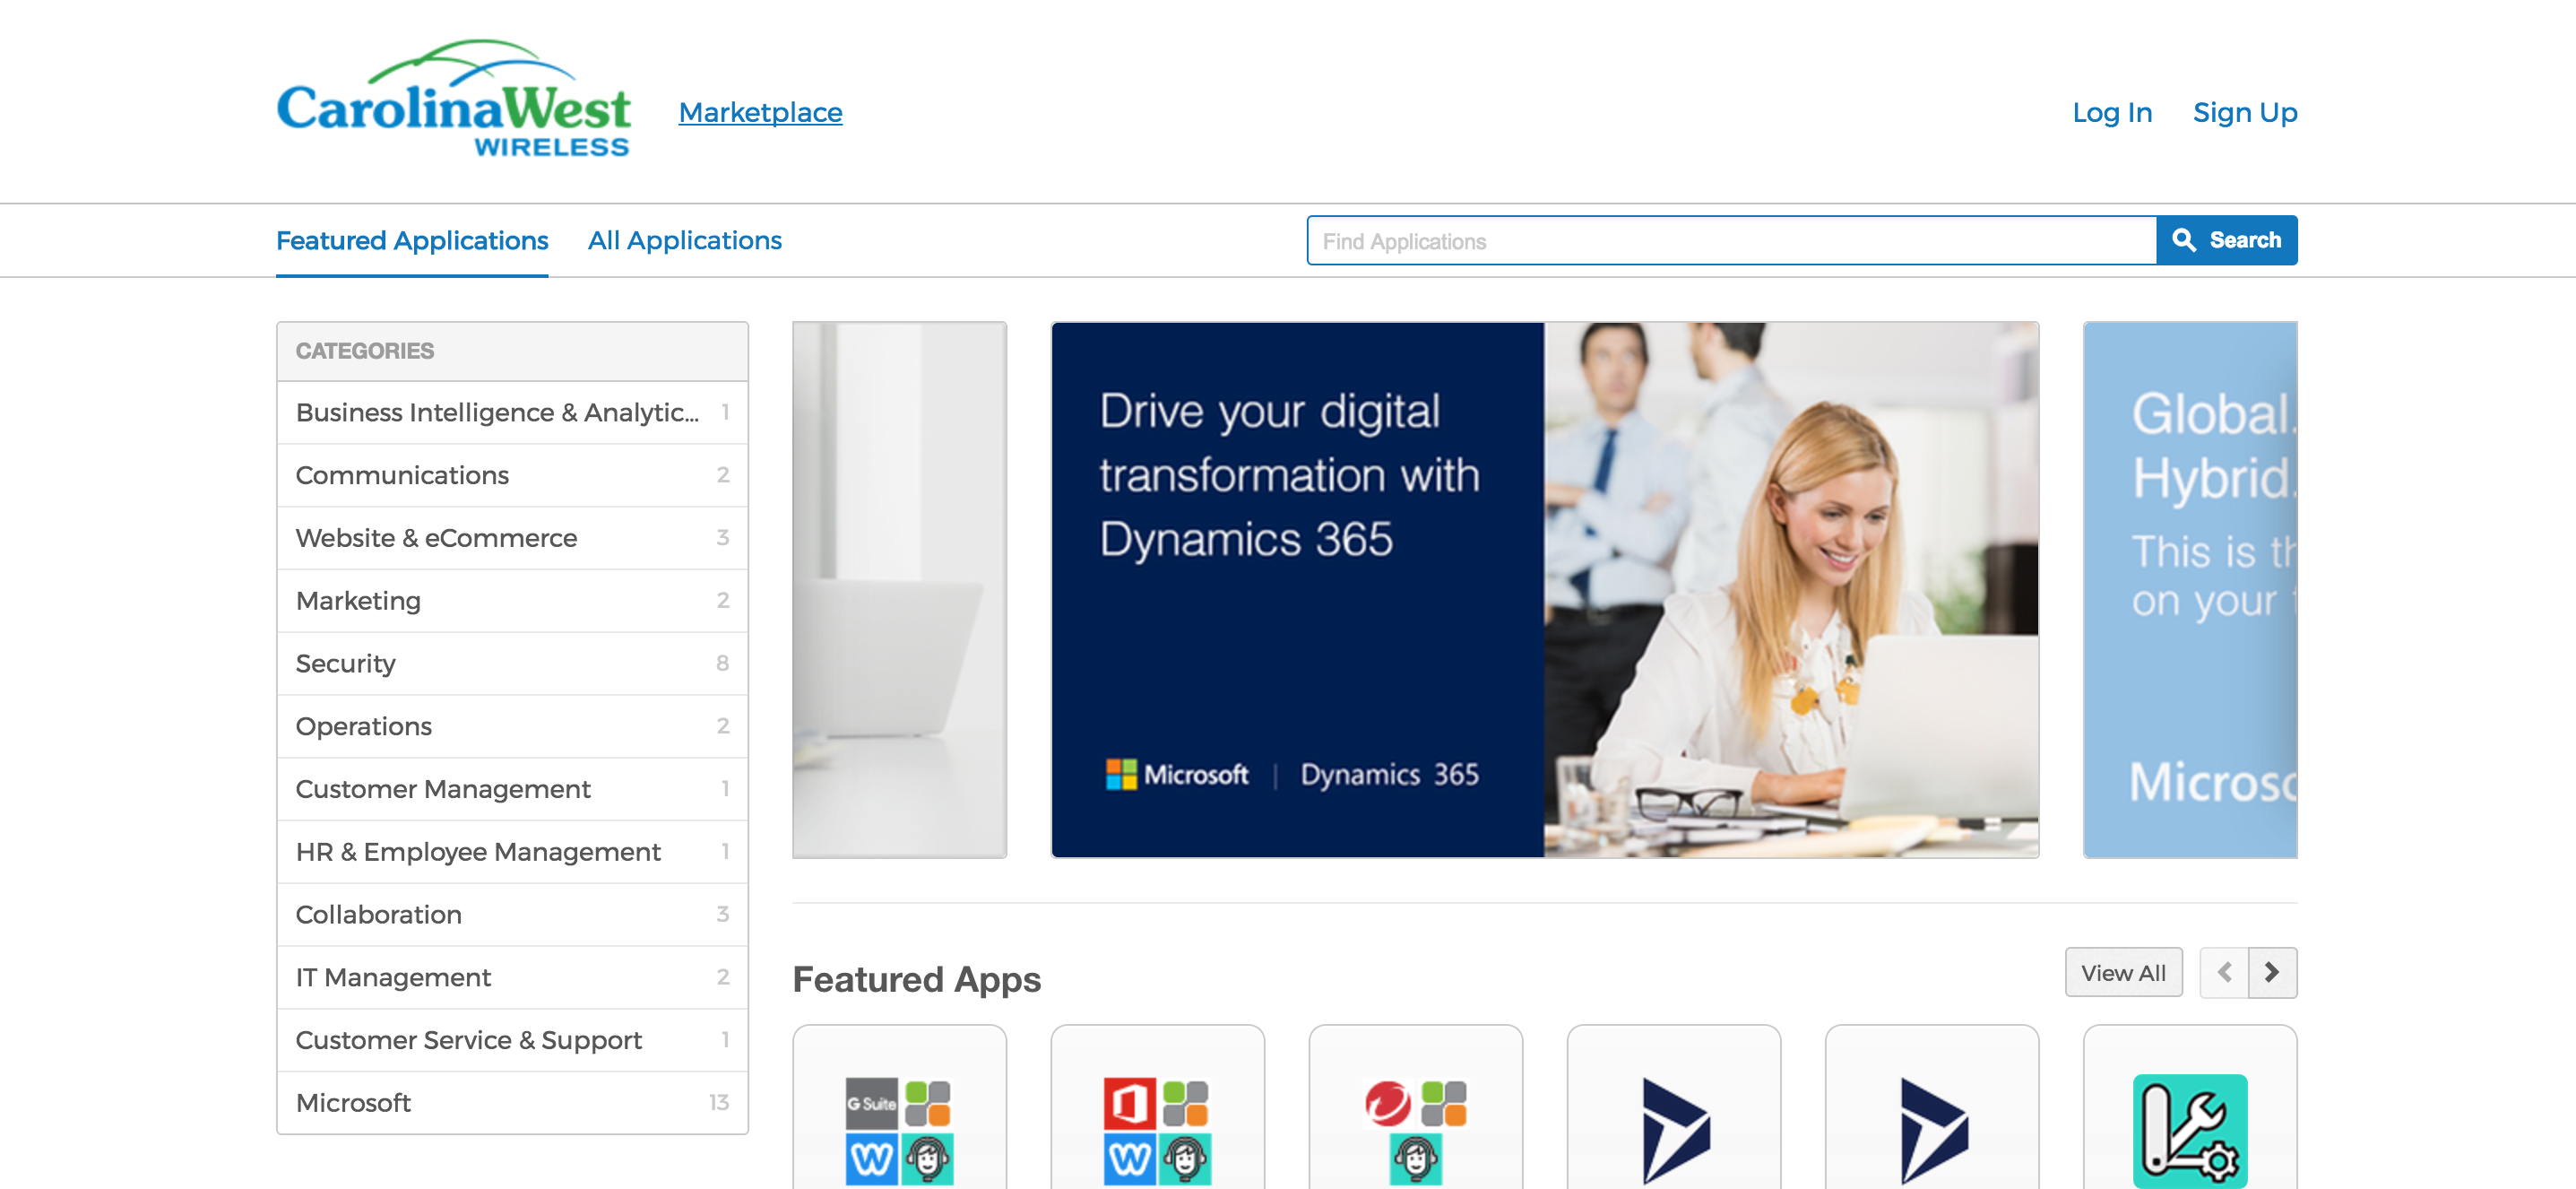 CarolinaWest
WIRELESS
Marketplace
Log In
Sign Up
Featured Applications
All Applications
Find Applications
Search
CATEGORIES
Business Intelligence & Analytic... 1
Communications 2
Website & eCommerce 3
Marketing 2
Security 8
Operations 2
Customer Management 1
HR & Employee Management 1
Collaboration 3
IT Management 2
Customer Service & Support 1
Microsoft 13
Drive your digital
transformation with
Dynamics 365
Microsoft | Dynamics 365
Global.
Hybrid.
This is
on your
Featured Apps
View All
G Suite